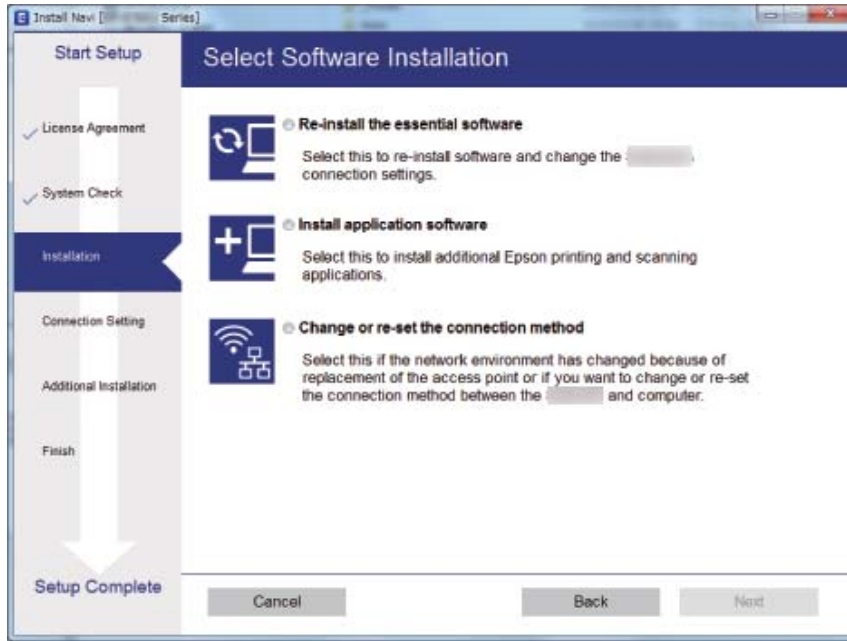 Install Navi [ Series]
Start Setup
Select Software Installation
License Agreement
System Check
Installation
Connection Setting
Additional Installation
Finish
Setup Complete
Re-install the essential software
Select this to re-install software and change the
connection settings.
Install application software
Select this to install additional Epson printing and scanning
applications.
Change or re-set the connection method
Select this if the network environment has changed because of
replacement of the access point or if you want to change or re-set
the connection method between the and computer.
Cancel
Back
Next